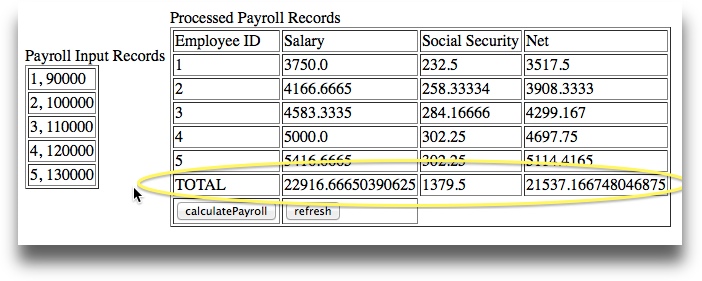 Payroll Input Records
1, 90000
2, 100000
3, 110000
4, 120000
5, 130000
Processed Payroll Records
Employee ID Salary Social Security Net
1 3750.0 232.5 3517.5
2 4166.6665 258.33334 3908.3333
3 4583.3335 284.16666 4299.167
4 5000.0 302.25 4697.75
5 5416.6665 302.25 5114.4165
TOTAL 22916.66650390625 1379.5 21537.166748046875
calculatePayroll refresh